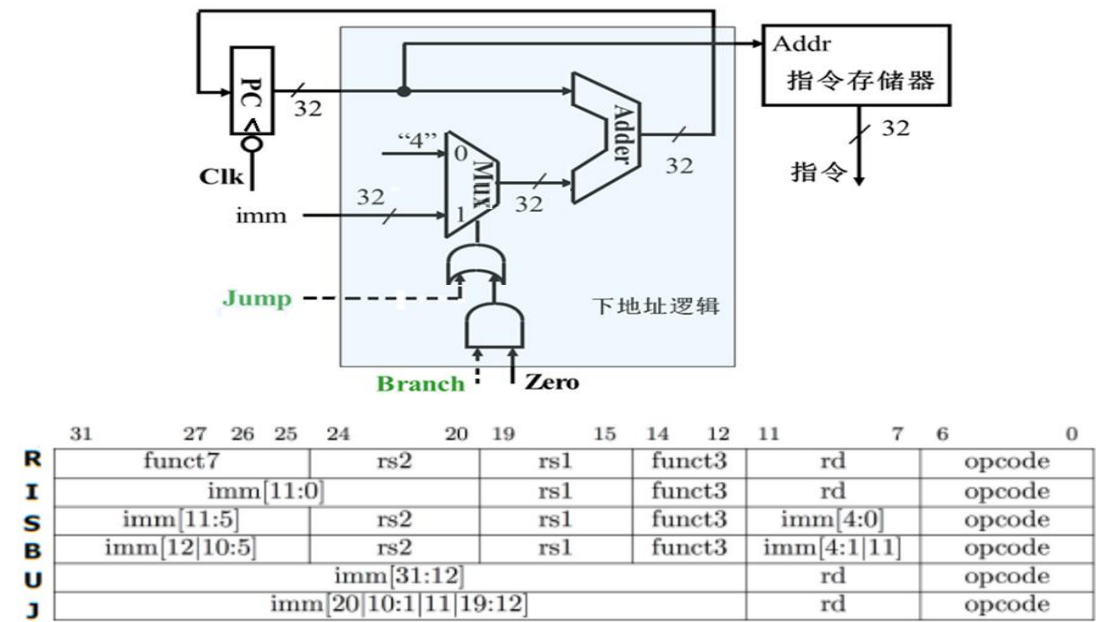 Addr
指令存储器
PC
32
"4"
0
Mux
Adder
32
32
指令
Clk
32
imm
1
32
Jump
下地址逻辑
Branch
Zero
31 27 26 25 24 20 19 15 14 12 11 7 6 0
R funct7 rs2 rs1 funct3 rd opcode
I imm[11:0] rs1 funct3 rd opcode
S imm[11:5] rs2 rs1 funct3 imm[4:0] opcode
B imm[12|10:5] rs2 rs1 funct3 imm[4:1|11] opcode
U imm[31:12] rd opcode
J imm[20|10:1|11|19:12] rd opcode